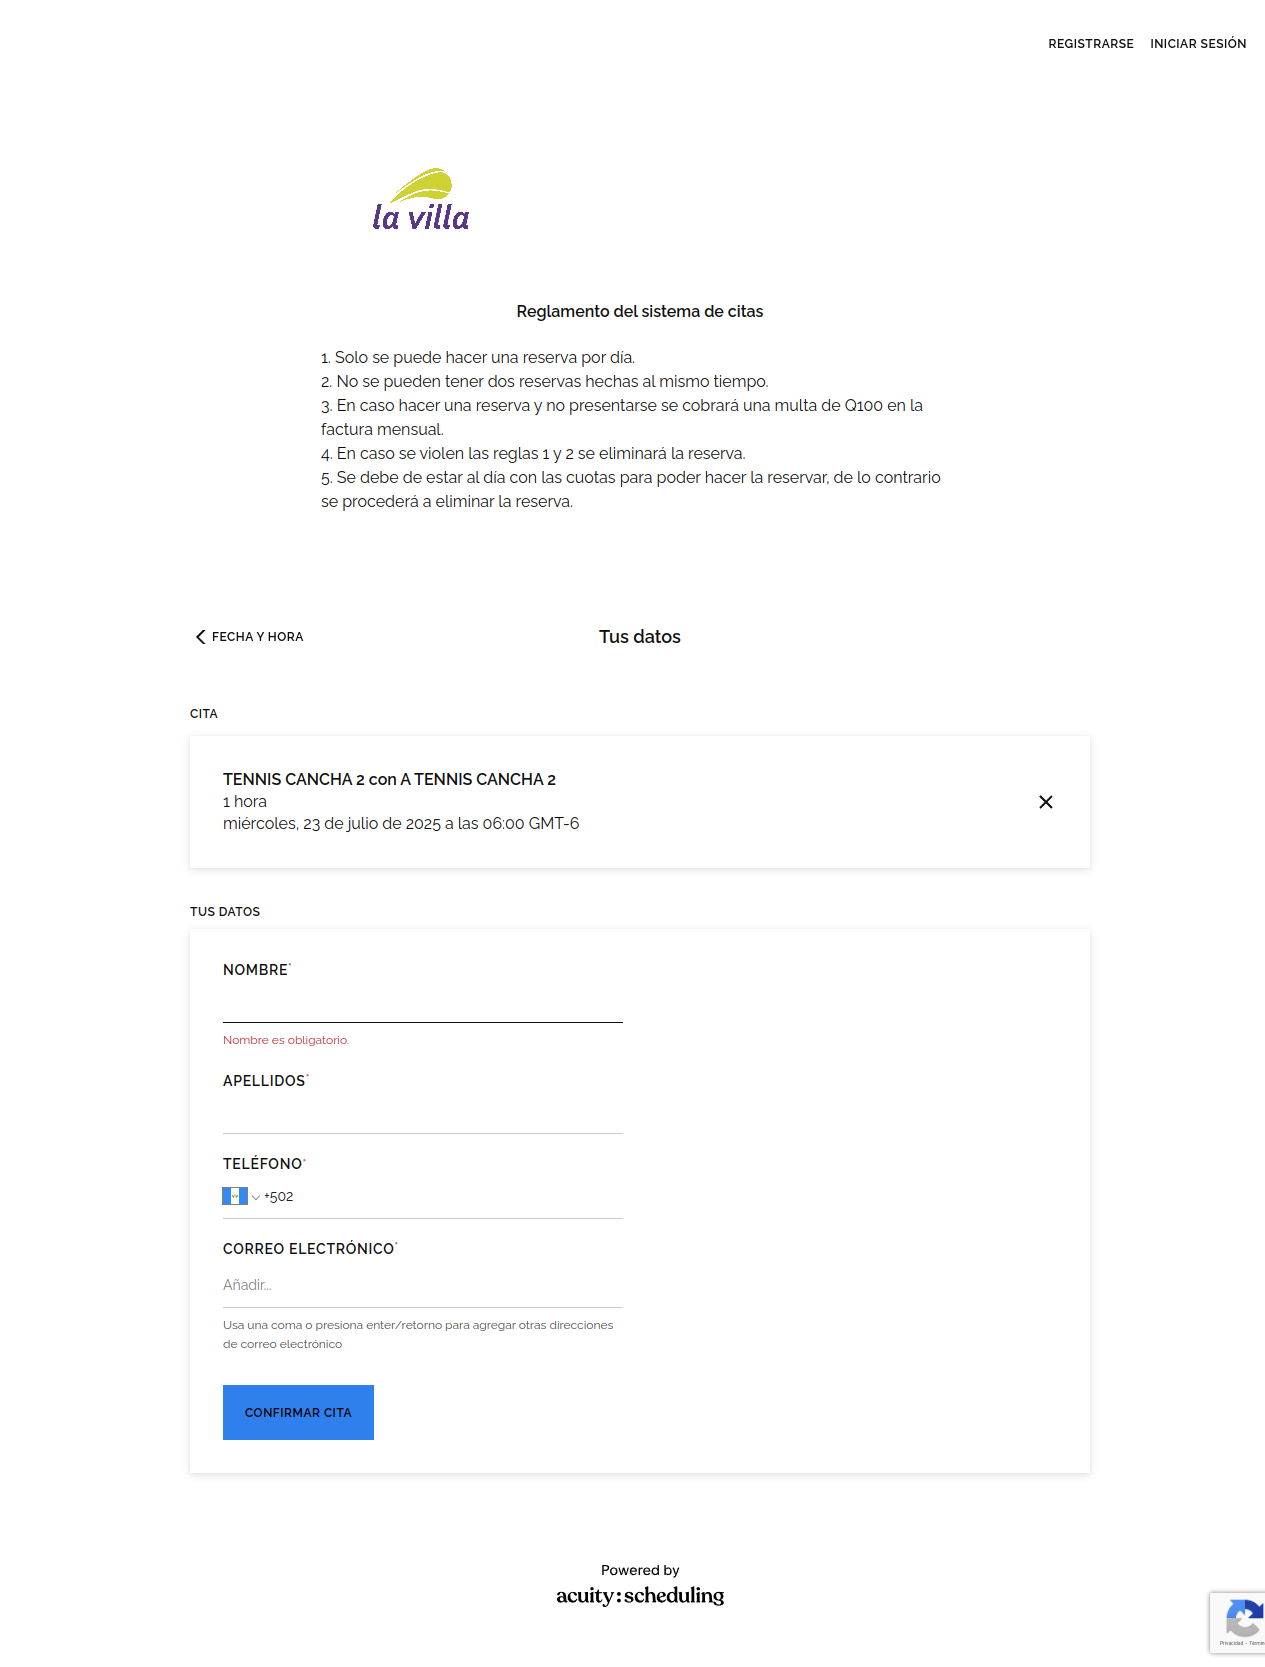 REGISTRARSE INICIAR SESIÓN
la villa
Reglamento del sistema de citas
1. Solo se puede hacer una reserva por día.
2. No se pueden tener dos reservas hechas al mismo tiempo.
3. En caso hacer una reserva y no presentarse se cobrará una multa de Q100 en la
factura mensual.
4. En caso se violen las reglas 1 y 2 se eliminará la reserva.
5. Se debe de estar al día con las cuotas para poder hacer la reservar, de lo contrario
se procederá a eliminar la reserva.
FECHA Y HORA
Tus datos
CITA
TENNIS CANCHA 2 con A TENNIS CANCHA 2
1 hora
miércoles, 23 de julio de 2025 a las 06:00 GMT-6
TUS DATOS
NOMBRE*
Nombre es obligatorio.
APELLIDOS*
TELÉFONO*
+502
CORREO ELECTRÓNICO*
Añadir...
Usa una coma o presiona enter/retorno para agregar otras direcciones
de correo electrónico
CONFIRMAR CITA
Powered by
acuity:scheduling
Privacidad -